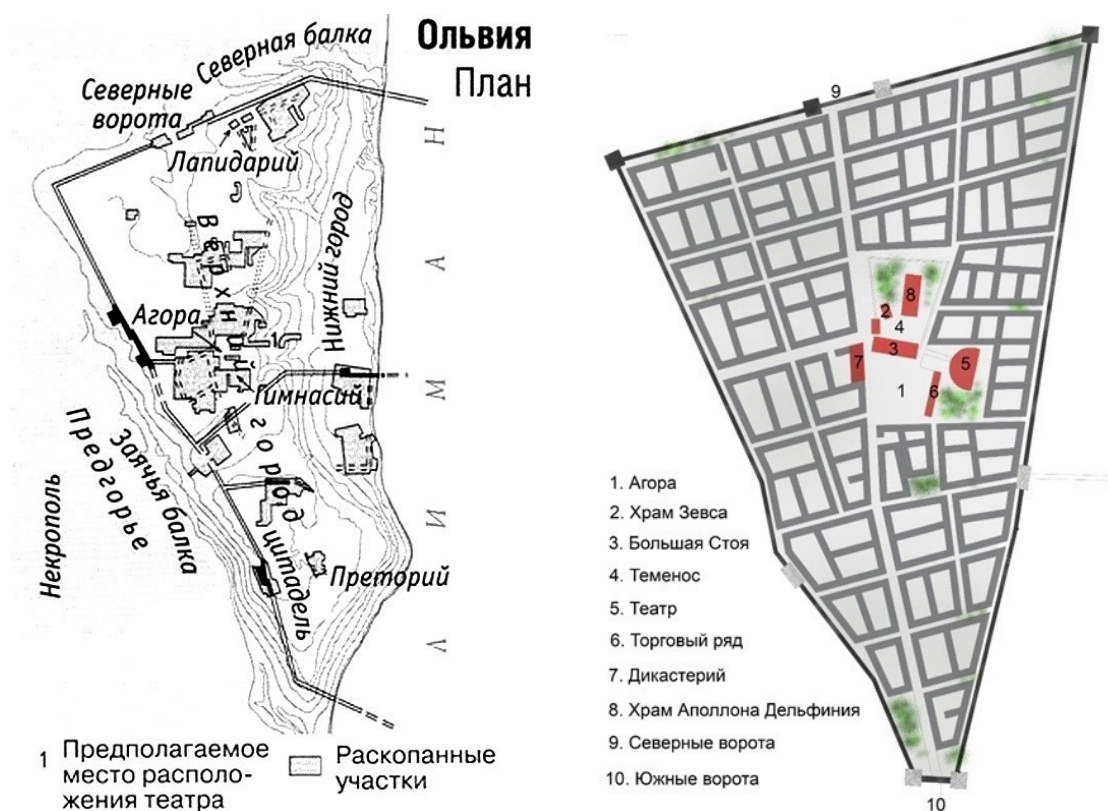 Ольвия
План
Северная балка
Северные
ворота
Лапидарий
Верхний город
Нижний город
Агора
1
Гимнасий
Заячья балка
Предгорье
Некрополь
цитадель
Преторий
ЛИМАН
1 Предполагаемое
место располо-
жения театра
Раскопанные
участки
9
8
2
4
3
7
5
1
6
10
1. Агора
2. Храм Зевса
3. Большая Стоя
4. Теменос
5. Театр
6. Торговый ряд
7. Дикастерий
8. Храм Аполлона Дельфиния
9. Северные ворота
10. Южные ворота